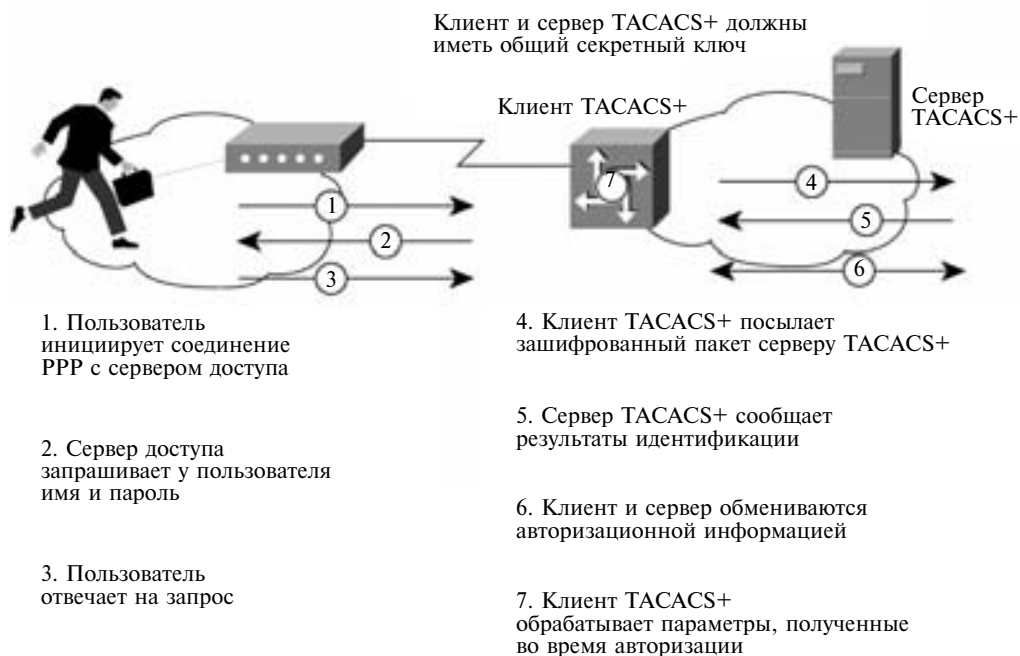 Клиент и сервер TACACS+ должны
иметь общий секретный ключ
Клиент TACACS+
Сервер
TACACS+
7
4
1
5
2
6
3
1. Пользователь
инициирует соединение
PPP с сервером доступа
2. Сервер доступа
запрашивает у пользователя
имя и пароль
3. Пользователь
отвечает на запрос
4. Клиент TACACS+ посылает
зашифрованный пакет серверу TACACS+
5. Сервер TACACS+ сообщает
результаты идентификации
6. Клиент и сервер обмениваются
авторизационной информацией
7. Клиент TACACS+
обрабатывает параметры, полученные
во время авторизации